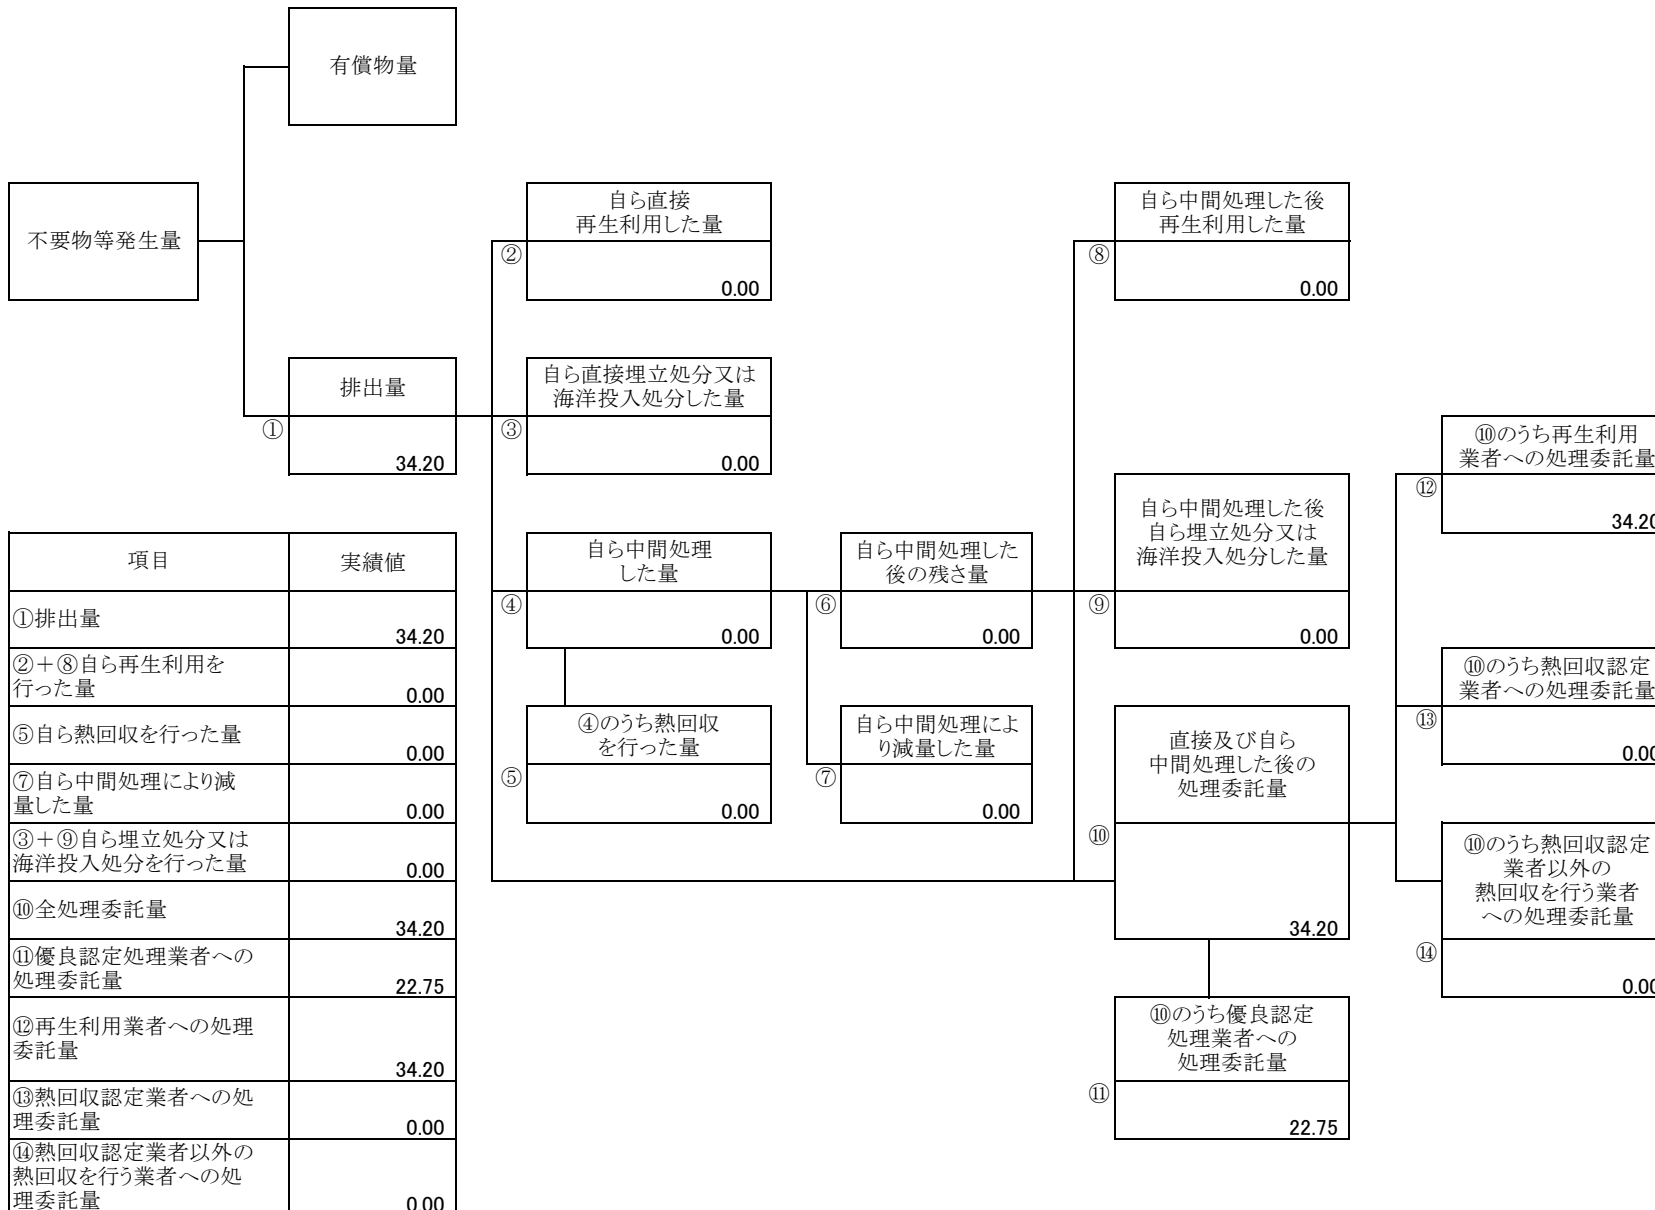 有償物量
不要物等発生量
自ら直接
再生利用した量
②
0.00
自ら中間処理した後
再生利用した量
⑧
0.00
排出量
①
34.20
自ら直接埋立処分又は
海洋投入処分した量
③
0.00
⑩のうち再生利用
業者への処理委託量
⑫
34.20
自ら中間処理
した量
④
0.00
自ら中間処理した
後の残さ量
⑥
0.00
自ら中間処理した後
自ら埋立処分又は
海洋投入処分した量
⑨
0.00
⑩のうち熱回収認定
業者への処理委託量
⑬
0.00
④のうち熱回収
を行った量
⑤
0.00
自ら中間処理によ
り減量した量
⑦
0.00
直接及び自ら
中間処理した後の
処理委託量
⑩
34.20
⑩のうち熱回収認定
業者以外の
熱回収を行う業者
への処理委託量
⑭
0.00
⑩のうち優良認定
処理業者への
処理委託量
⑪
22.75
項目 実績値
①排出量
34.20
②+⑧自ら再生利用を
行った量
0.00
⑤自ら熱回収を行った量
0.00
⑦自ら中間処理により減
量した量
0.00
③+⑨自ら埋立処分又は
海洋投入処分を行った量
0.00
⑩全処理委託量
34.20
⑪優良認定処理業者への
処理委託量
22.75
⑫再生利用業者への処理
委託量
34.20
⑬熱回収認定業者への処
理委託量
0.00
⑭熱回収認定業者以外の
熱回収を行う業者への処
理委託量
0.00